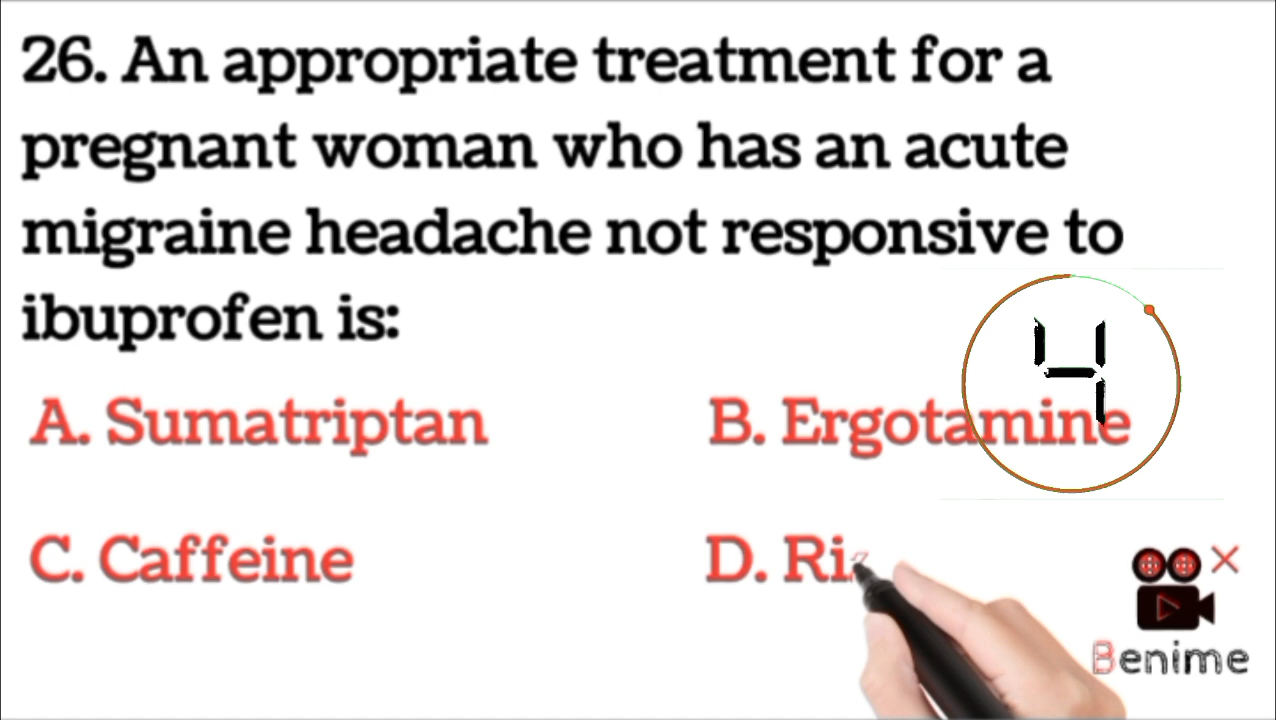 26. An appropriate treatment for a
pregnant woman who has an acute
migraine headache not responsive to
ibuprofen is:
4
A. Sumatriptan
B. Ergotamine
C. Caffeine
D. Ri
Benime